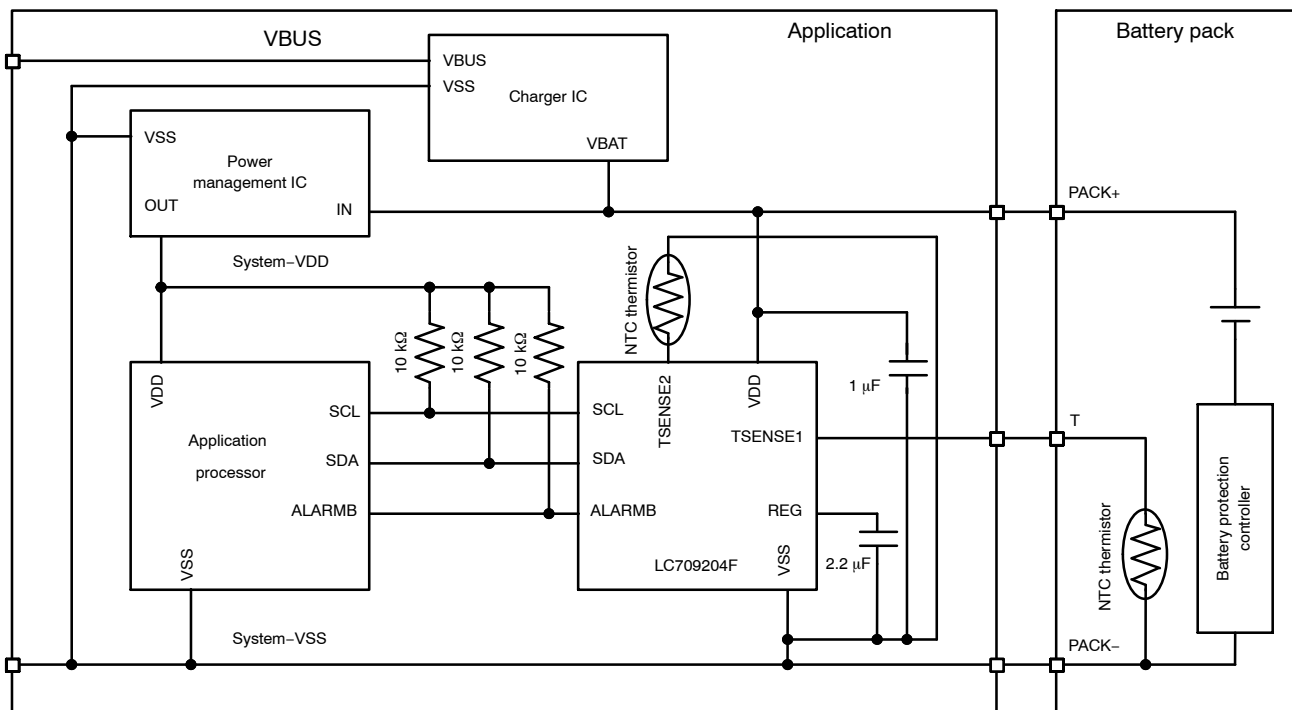 VBUS
Application
Battery pack
VBUS
VSS
Charger IC
VBAT
VSS
Power
management IC
OUT
IN
PACK+
System−VDD
NTC thermistor
10 kΩ
10 kΩ
10 kΩ
1 μF
VDD
SCL
SCL
TSENSE2
VDD
TSENSE1
T
Application
processor
SDA
SDA
ALARMB
ALARMB
REG
VSS
LC709204F
VSS
2.2 μF
NTC thermistor
Battery protection
controller
System−VSS
PACK−